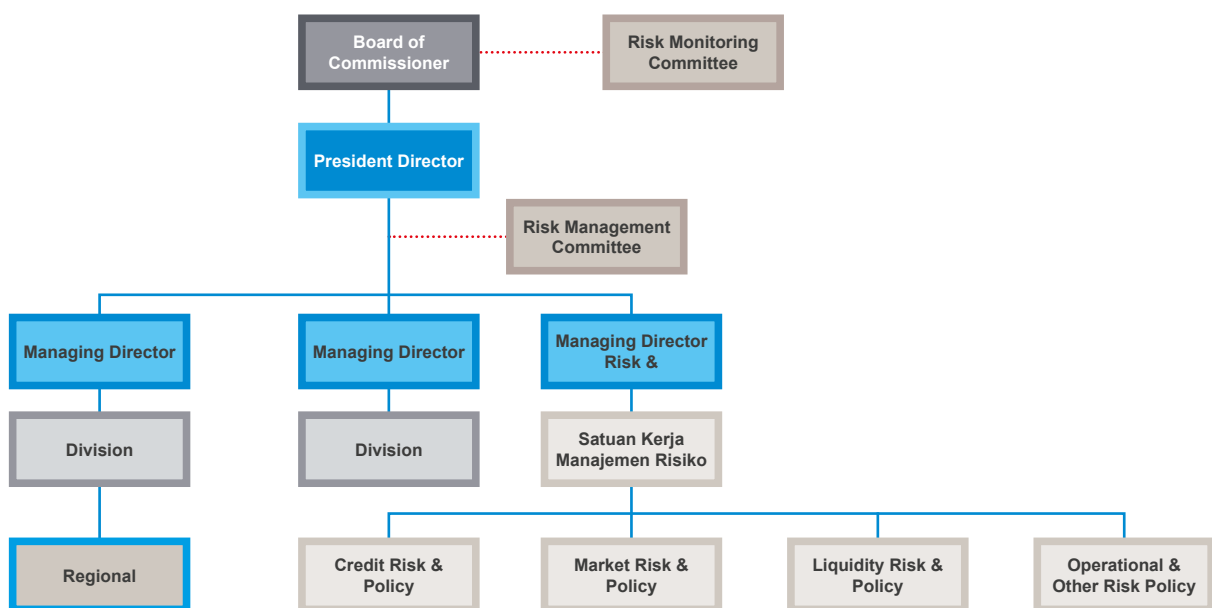 Board of
Commissioner
Risk Monitoring
Committee
President Director
Risk Management
Committee
Managing Director
Managing Director
Managing Director
Risk &
Division
Division
Satuan Kerja
Manajemen Risiko
Regional
Credit Risk &
Policy
Market Risk &
Policy
Liquidity Risk &
Policy
Operational &
Other Risk Policy